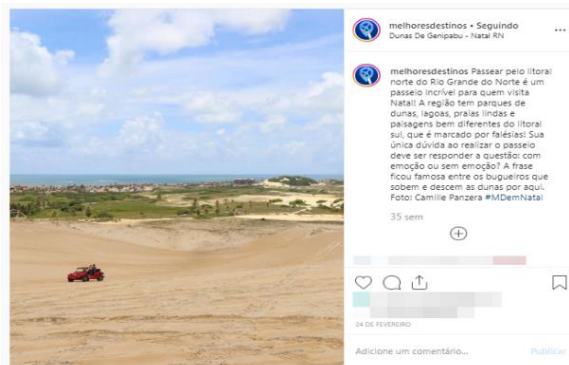 melhoresdestinos • Seguindo
Dunas De Genipabu - Natal RN
melhoresdestinos Passear pelo litoral
norte do Rio Grande do Norte é um
passeio incrível para quem visita
Natal! A região tem parques de
dunas, lagoas, praias lindas e
paisagens bem diferentes do litoral
sul, que é marcado por falésias! Sua
única dúvida ao realizar o passeio
deve ser responder a questão: com
emoção ou sem emoção? A frase
ficou famosa entre os bugueiros que
sobem e descem as dunas por aqui.
Foto: Camille Panzera #MDemNatal
35 sem
24 DE FEVEREIRO
Adicione um comentário...
Publicar